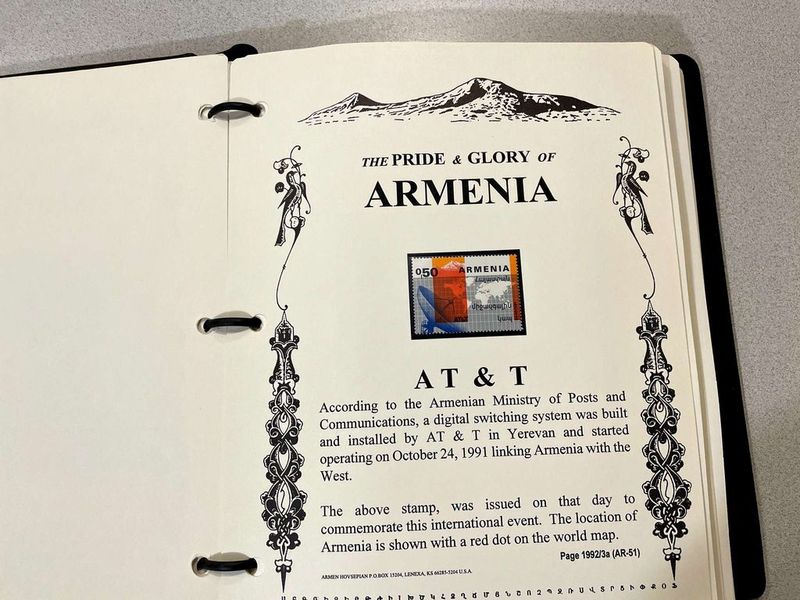 THE PRIDE & GLORY OF
ARMENIA
0,50 ARMENIA
AT & T
According to the Armenian Ministry of Posts and
Communications, a digital switching system was built
and installed by AT & T in Yerevan and started
operating on October 24, 1991 linking Armenia with the
West.
The above stamp, was issued on that day to
commemorate this international event. The location of
Armenia is shown with a red dot on the world map.
Page 1992/3a (AR-51)
ARMEN HOVSEPIAN P.O.BOX 15204, LENEXA, KS 66285-5204 U.S.A.